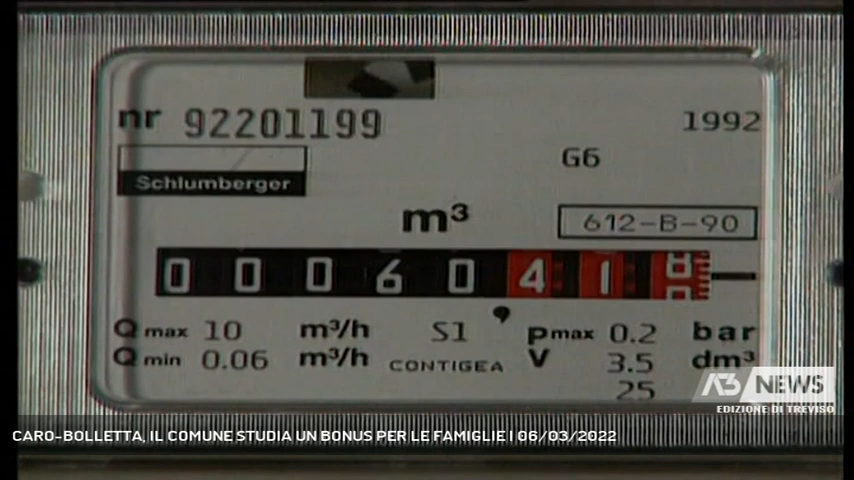 nr 92201199
1992
Schlumberger
G6
m³
612-B-90
0 0 0 6 0 4 1
Q max 10 m³/h S1 p max 0.2 bar
Q min 0.06 m³/h CONTIGEA V 3.5 dm³
25
A3 NEWS
EDIZIONE DI TREVISO
CARO-BOLLETTA, IL COMUNE STUDIA UN BONUS PER LE FAMIGLIE | 06/03/2022